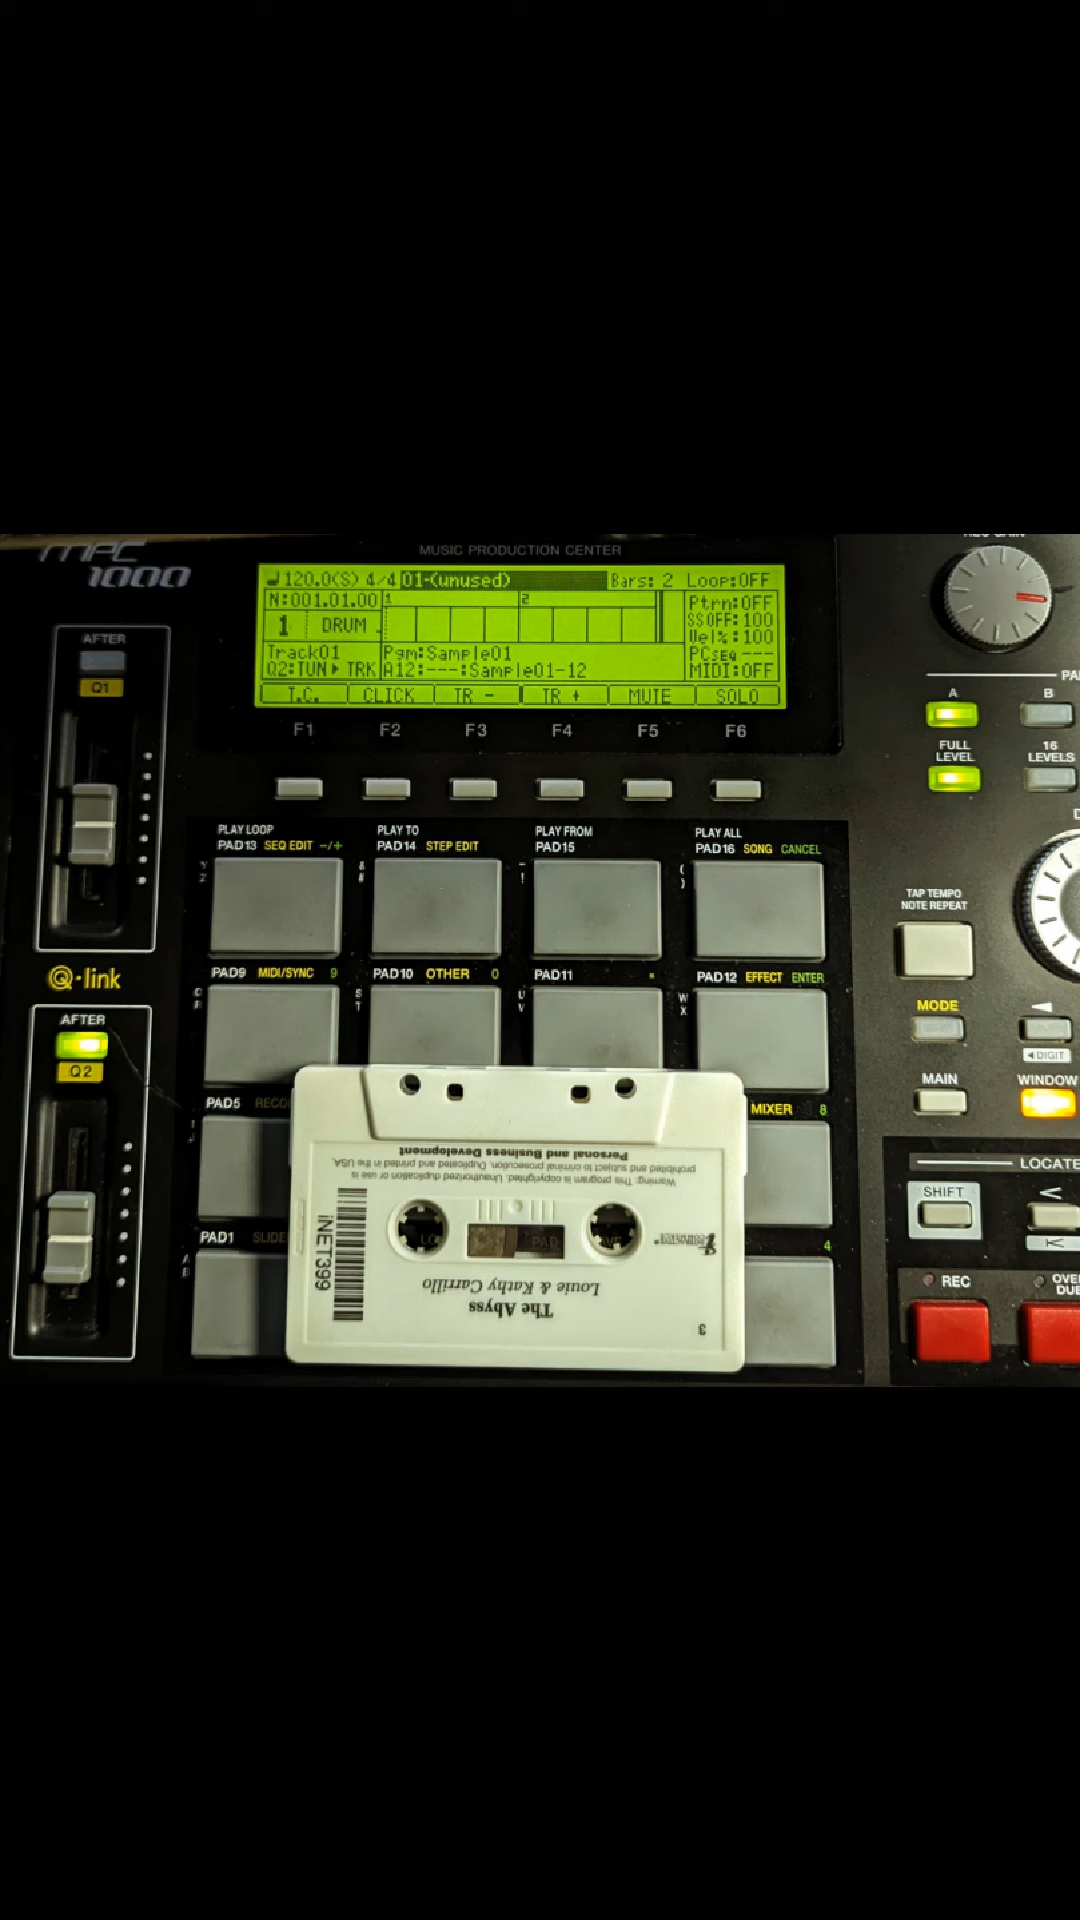 MPC
1000
MUSIC PRODUCTION CENTER
REC GAIN
♩120.0(S) 4/4 01-(unused) Bars: 2 Loop:OFF
N:001.01.00 1 2 Ptrn:OFF
1 DRUM SSOFF:100
Vel%:100
Track01 Pgm:Sample01 PCseq---
Q2:TUN▶TRK A12:---:Sample01-12 MIDI:OFF
T.C. CLICK TR - TR + MUTE SOLO
F1 F2 F3 F4 F5 F6
AFTER
Q1
A B
FULL LEVEL 16 LEVELS
PLAY LOOP PLAY TO PLAY FROM PLAY ALL
PAD13 SEQ EDIT -/+ PAD14 STEP EDIT PAD15 PAD16 SONG CANCEL
TAP TEMPO
NOTE REPEAT
Q-link
PAD9 MIDI/SYNC 9 PAD10 OTHER 0 PAD11 PAD12 EFFECT ENTER
AFTER
Q2
MODE
◀DIGIT
MAIN WINDOW
PAD5 MIXER 8
LOCATE
SHIFT
PAD1 4
REC
Personal and Business Development
Warning: This program is copyrighted. Unauthorized duplication or use is
prohibited and subject to criminal prosecution. Duplicated and printed in the USA.
iNET399
Louie & Kathy Carrillo
The Abyss
3